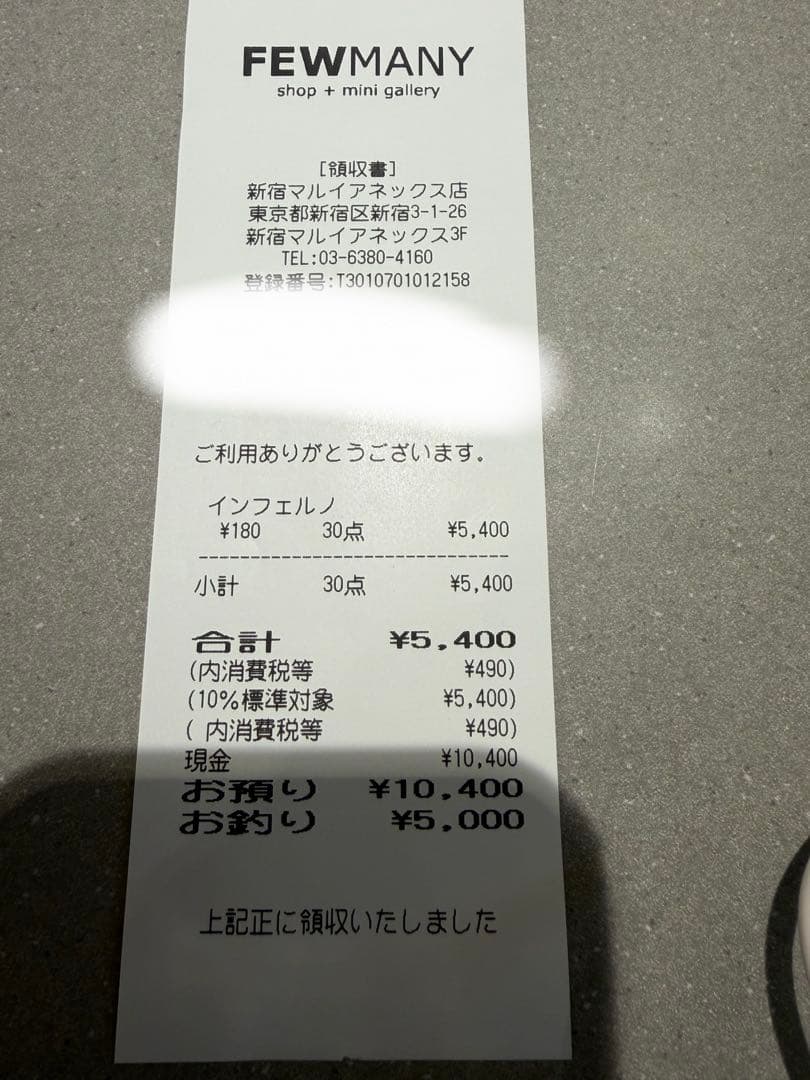 FEWMANY
shop + mini gallery
[領収書]
新宿マルイアネックス店
東京都新宿区新宿3-1-26
新宿マルイアネックス3F
TEL:03-6380-4160
登録番号:T3010701012158
ご利用ありがとうございます。
インフェルノ
¥180 30点 ¥5,400
小計 30点 ¥5,400
合計 ¥5,400
(内消費税等 ¥490)
(10%標準対象 ¥5,400)
( 内消費税等 ¥490)
現金 ¥10,400
お預り ¥10,400
お釣り ¥5,000
上記正に領収いたしました